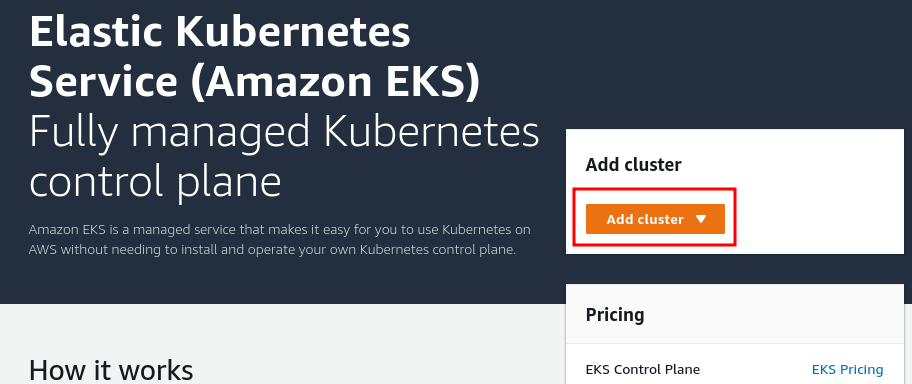 Elastic Kubernetes
Service (Amazon EKS)
Fully managed Kubernetes
control plane
Amazon EKS is a managed service that makes it easy for you to use Kubernetes on
AWS without needing to install and operate your own Kubernetes control plane.
Add cluster
Add cluster
Pricing
EKS Control Plane
EKS Pricing
How it works